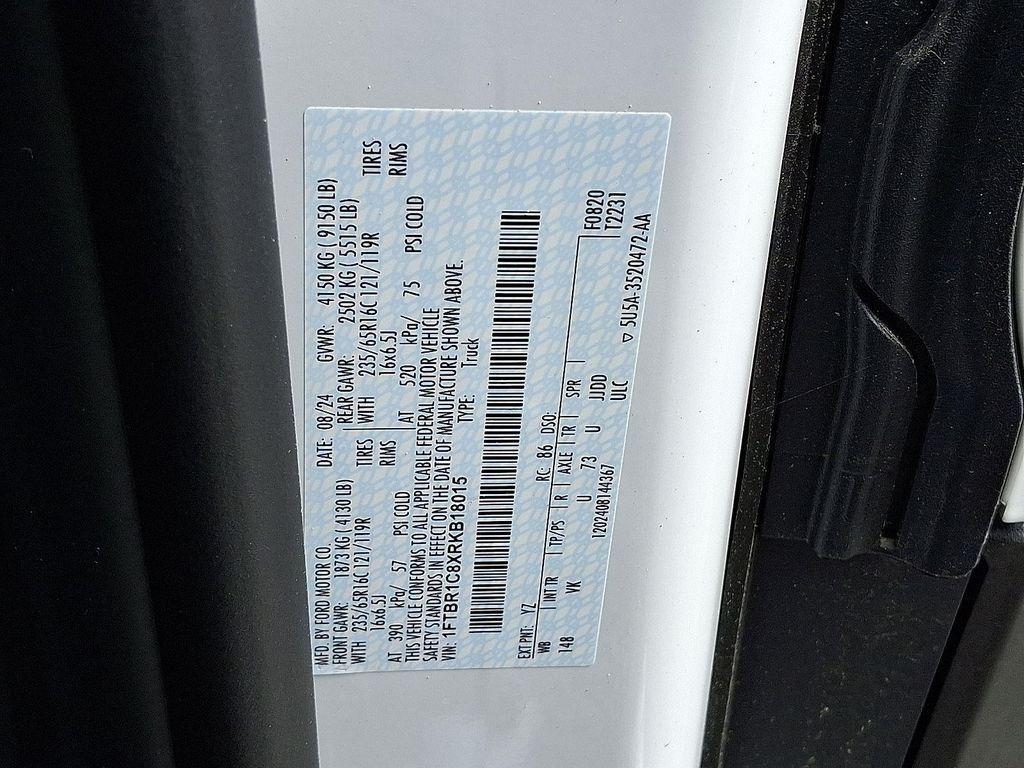 MFD. BY FORD MOTOR CO.
DATE: 08/24 GVWR: 4150 KG ( 9150 LB)
FRONT GAWR: 1873 KG ( 4130 LB)
REAR GAWR: 2502 KG ( 5515 LB)
WITH 235/65R16C 121/119R TIRES
WITH 235/65R16C 121/119R TIRES
16x6.5J RIMS
16x6.5J RIMS
AT 390 kPa/ 57 PSI COLD
AT 520 kPa/ 75 PSI COLD
THIS VEHICLE CONFORMS TO ALL APPLICABLE FEDERAL MOTOR VEHICLE
SAFETY STANDARDS IN EFFECT ON THE DATE OF MANUFACTURE SHOWN ABOVE.
VIN: 1FTBR1C8XRKB18015 TYPE: Truck
EXT PNT: YZ RC: 86 DSO: F0820
WB INT TR TP/PS R AXLE TR SPR T2231
148 VK U 73 U JJDD
ULC
1202408144367 5U5A-3520472-AA